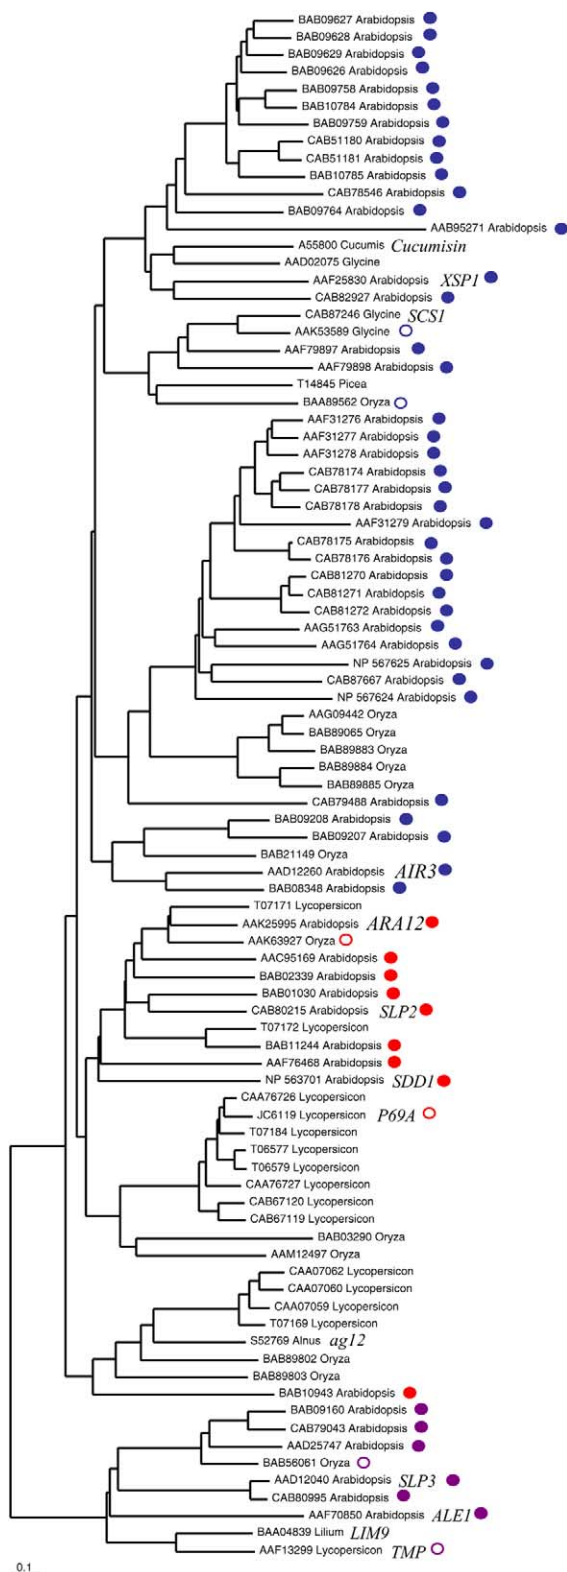 BAB09627 Arabidopsis
BAB09628 Arabidopsis
BAB09629 Arabidopsis
BAB09626 Arabidopsis
BAB09758 Arabidopsis
BAB10784 Arabidopsis
BAB09759 Arabidopsis
CAB51180 Arabidopsis
CAB51181 Arabidopsis
BAB10785 Arabidopsis
CAB78546 Arabidopsis
BAB09764 Arabidopsis
AAB95271 Arabidopsis
A55800 Cucumis Cucumisin
AAD02075 Glycine
AAF25830 Arabidopsis XSP1
CAB82927 Arabidopsis
CAB87246 Glycine SCS1
AAK53589 Glycine
AAF79897 Arabidopsis
AAF79898 Arabidopsis
T14845 Picea
BAA89562 Oryza
AAF31276 Arabidopsis
AAF31277 Arabidopsis
AAF31278 Arabidopsis
CAB78174 Arabidopsis
CAB78177 Arabidopsis
CAB78178 Arabidopsis
AAF31279 Arabidopsis
CAB78175 Arabidopsis
CAB78176 Arabidopsis
CAB81270 Arabidopsis
CAB81271 Arabidopsis
CAB81272 Arabidopsis
AAG51763 Arabidopsis
AAG51764 Arabidopsis
NP 567625 Arabidopsis
CAB87667 Arabidopsis
NP 567624 Arabidopsis
AAG09442 Oryza
BAB89065 Oryza
BAB89883 Oryza
BAB89884 Oryza
BAB89885 Oryza
CAB79488 Arabidopsis
BAB09208 Arabidopsis
BAB09207 Arabidopsis
BAB21149 Oryza
AAD12260 Arabidopsis AIR3
BAB08348 Arabidopsis
T07171 Lycopersicon
AAK25995 Arabidopsis ARA12
AAK63927 Oryza
AAC95169 Arabidopsis
BAB02339 Arabidopsis
BAB01030 Arabidopsis
CAB80215 Arabidopsis SLP2
T07172 Lycopersicon
BAB11244 Arabidopsis
AAF76468 Arabidopsis
NP 563701 Arabidopsis SDD1
CAA76726 Lycopersicon
JC6119 Lycopersicon P69A
T07184 Lycopersicon
T06577 Lycopersicon
T06579 Lycopersicon
CAA76727 Lycopersicon
CAB67120 Lycopersicon
CAB67119 Lycopersicon
BAB03290 Oryza
AAM12497 Oryza
CAA07062 Lycopersicon
CAA07060 Lycopersicon
CAA07059 Lycopersicon
T07169 Lycopersicon
S52769 Alnus ag12
BAB89802 Oryza
BAB89803 Oryza
BAB10943 Arabidopsis
BAB09160 Arabidopsis
CAB79043 Arabidopsis
AAD25747 Arabidopsis
BAB56061 Oryza
AAD12040 Arabidopsis SLP3
CAB80995 Arabidopsis
AAF70850 Arabidopsis ALE1
BAA04839 Lilium LIM9
AAF13299 Lycopersicon TMP
0.1